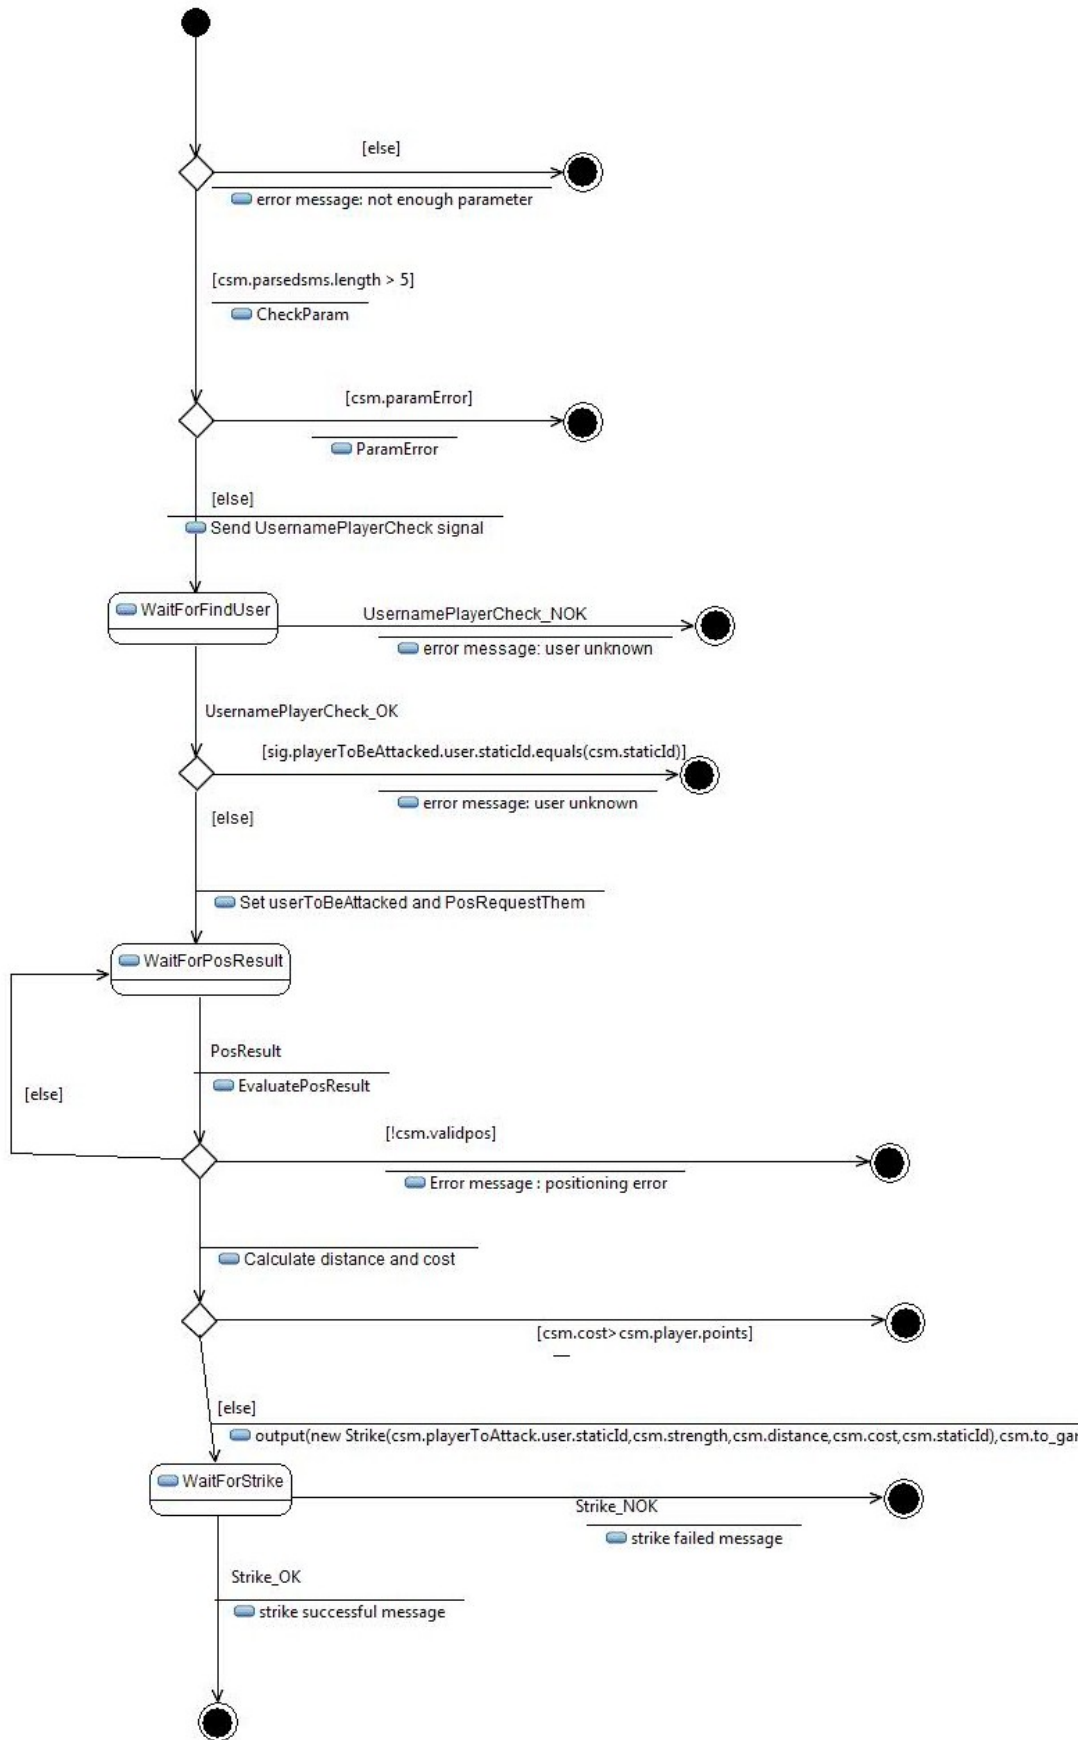 [else]
error message: not enough parameter
[csm.parsedsms.length > 5]
CheckParam
[csm.paramError]
ParamError
[else]
Send UsernamePlayerCheck signal
WaitForFindUser
UsernamePlayerCheck_NOK
error message: user unknown
UsernamePlayerCheck_OK
[sig.playerToBeAttacked.user.staticId.equals(csm.staticId)]
error message: user unknown
[else]
Set userToBeAttacked and PosRequestThem
WaitForPosResult
PosResult
EvaluatePosResult
[else]
[!csm.validpos]
Error message : positioning error
Calculate distance and cost
[csm.cost>csm.player.points]
[else]
output(new Strike(csm.playerToAttack.user.staticId,csm.strength,csm.distance,csm.cost,csm.staticId),csm.to_gar
WaitForStrike
Strike_NOK
strike failed message
Strike_OK
strike successful message